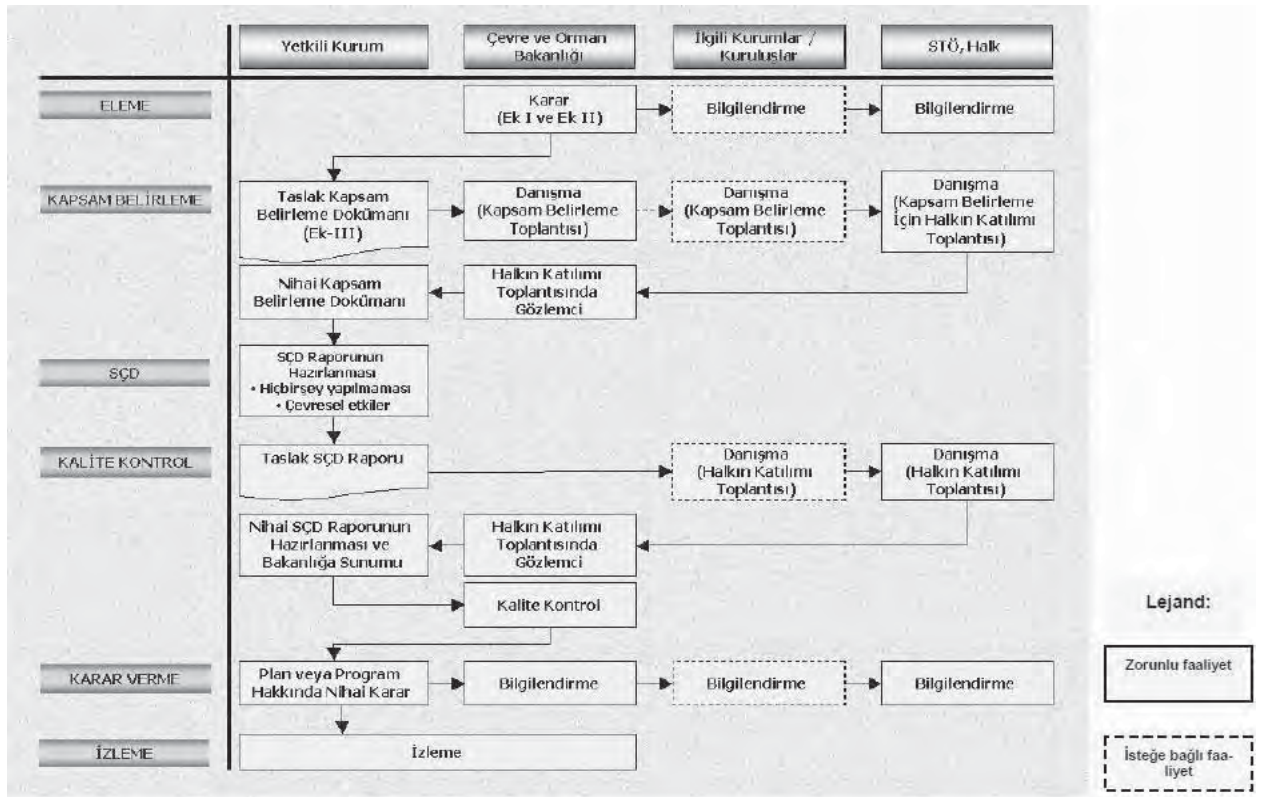 Yetkili Kurum
Çevre ve Orman
Bakanlığı
İlgili Kurumlar /
Kuruluşlar
STÖ, Halk
ELEME
Karar
(Ek I ve Ek II)
Bilgilendirme
Bilgilendirme
KAPSAM BELİRLEME
Taslak Kapsam
Belirleme Dokümanı
(Ek-III)
Danışma
(Kapsam Belirleme
Toplantısı)
Danışma
(Kapsam Belirleme
Toplantısı)
Danışma
(Kapsam Belirleme
İçin Halkın Katılımı
Toplantısı)
Nihai Kapsam
Belirleme Dokümanı
Halkın Katılımı
Toplantısında
Gözlemci
SÇD
SÇD Raporunun
Hazırlanması
• Hiçbirşey yapılmaması
• Çevresel etkiler
KALİTE KONTROL
Taslak SÇD Raporu
Danışma
(Halkın Katılımı
Toplantısı)
Danışma
(Halkın Katılımı
Toplantısı)
Nihai SÇD Raporunun
Hazırlanması ve
Bakanlığa Sunumu
Halkın Katılımı
Toplantısında
Gözlemci
Kalite Kontrol
KARAR VERME
Plan veya Program
Hakkında Nihai Karar
Bilgilendirme
Bilgilendirme
Bilgilendirme
İZLEME
İzleme
Lejand:
Zorunlu faaliyet
İsteğe bağlı faa-
liyet